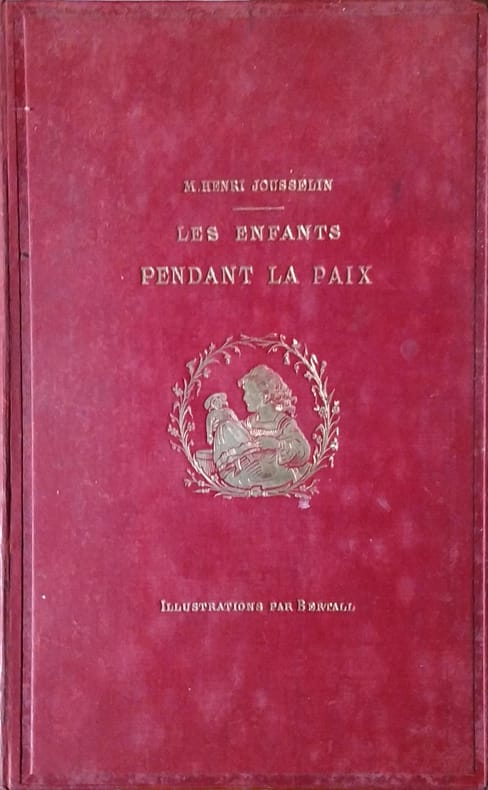 M. HENRI JOUSSELIN
LES ENFANTS
PENDANT LA PAIX
ILLUSTRATIONS PAR BERTALL